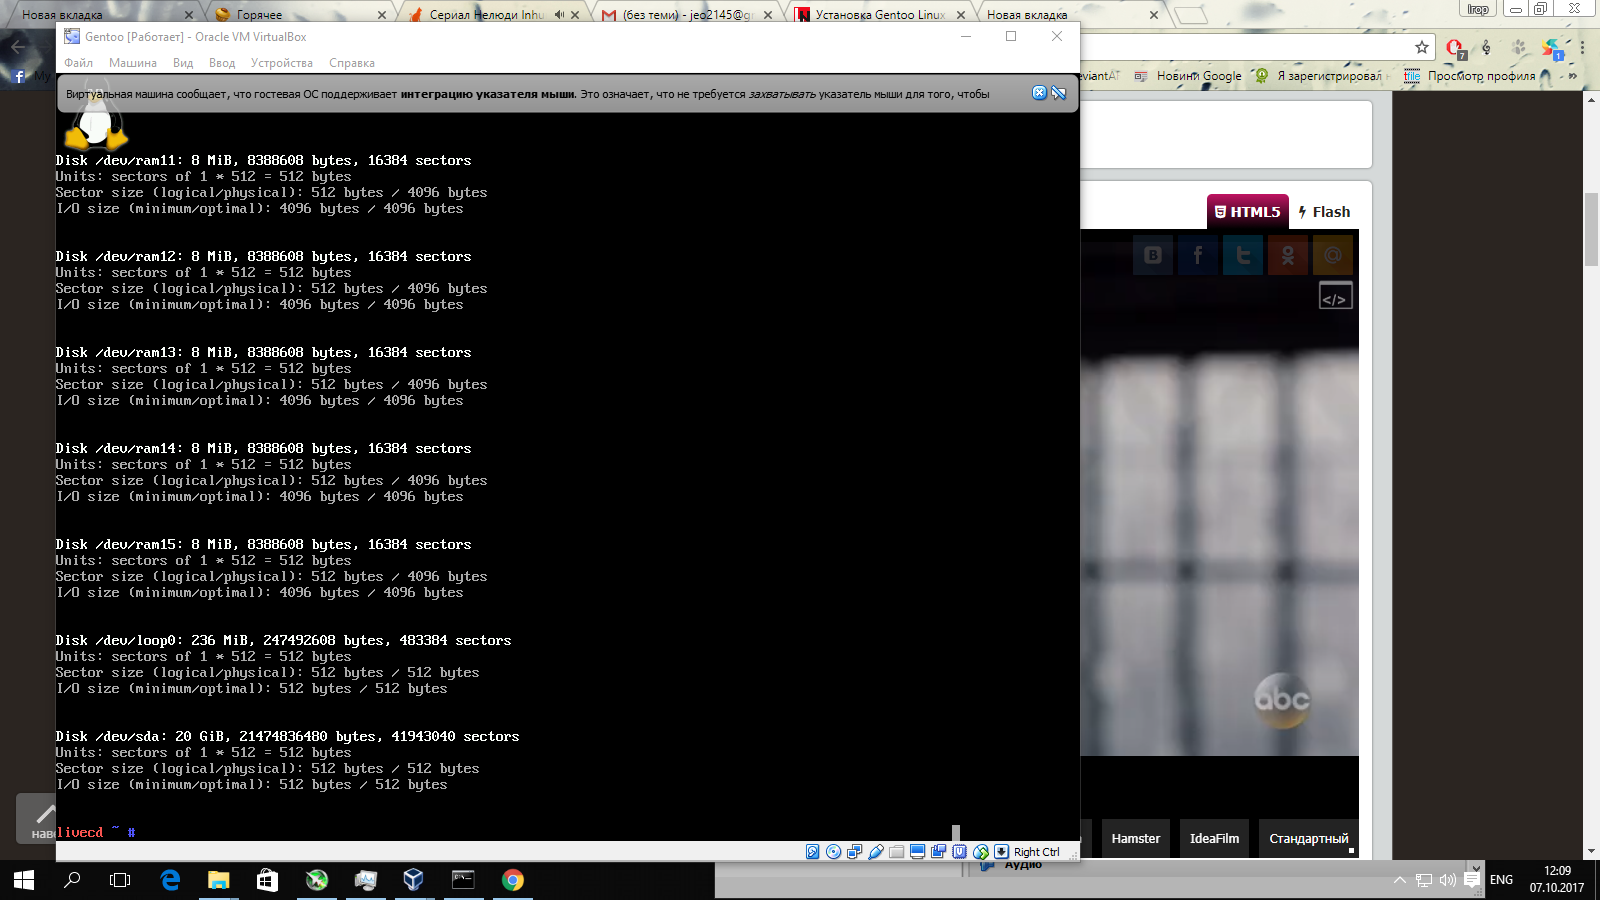 Новая вкладка
Горячее
Сериал Нелюди Inhu
(без теми) - jeo2145@g
Установка Gentoo Linux
Новая вкладка
Igop
Gentoo [Работает] - Oracle VM VirtualBox
Файл Машина Вид Ввод Устройства Справка
My
eviantAT
Новини Google
Я зарегистрировал
tfile
Просмотр профиля
7
1
Виртуальная машина сообщает, что гостевая ОС поддерживает интеграцию указателя мыши. Это означает, что не требуется захватывать указатель мыши для того, чтобы
Disk /dev/ram11: 8 MiB, 8388608 bytes, 16384 sectors
Units: sectors of 1 * 512 = 512 bytes
Sector size (logical/physical): 512 bytes / 4096 bytes
I/O size (minimum/optimal): 4096 bytes / 4096 bytes
Disk /dev/ram12: 8 MiB, 8388608 bytes, 16384 sectors
Units: sectors of 1 * 512 = 512 bytes
Sector size (logical/physical): 512 bytes / 4096 bytes
I/O size (minimum/optimal): 4096 bytes / 4096 bytes
Disk /dev/ram13: 8 MiB, 8388608 bytes, 16384 sectors
Units: sectors of 1 * 512 = 512 bytes
Sector size (logical/physical): 512 bytes / 4096 bytes
I/O size (minimum/optimal): 4096 bytes / 4096 bytes
Disk /dev/ram14: 8 MiB, 8388608 bytes, 16384 sectors
Units: sectors of 1 * 512 = 512 bytes
Sector size (logical/physical): 512 bytes / 4096 bytes
I/O size (minimum/optimal): 4096 bytes / 4096 bytes
Disk /dev/ram15: 8 MiB, 8388608 bytes, 16384 sectors
Units: sectors of 1 * 512 = 512 bytes
Sector size (logical/physical): 512 bytes / 4096 bytes
I/O size (minimum/optimal): 4096 bytes / 4096 bytes
Disk /dev/loop0: 236 MiB, 247492608 bytes, 483384 sectors
Units: sectors of 1 * 512 = 512 bytes
Sector size (logical/physical): 512 bytes / 512 bytes
I/O size (minimum/optimal): 512 bytes / 512 bytes
Disk /dev/sda: 20 GiB, 21474836480 bytes, 41943040 sectors
Units: sectors of 1 * 512 = 512 bytes
Sector size (logical/physical): 512 bytes / 512 bytes
I/O size (minimum/optimal): 512 bytes / 512 bytes
livecd ~ #
Right Ctrl
HTML5
Flash
</>
abc
наве
Hamster
IdeaFilm
Стандартный
Аудио
ENG
12:09
07.10.2017